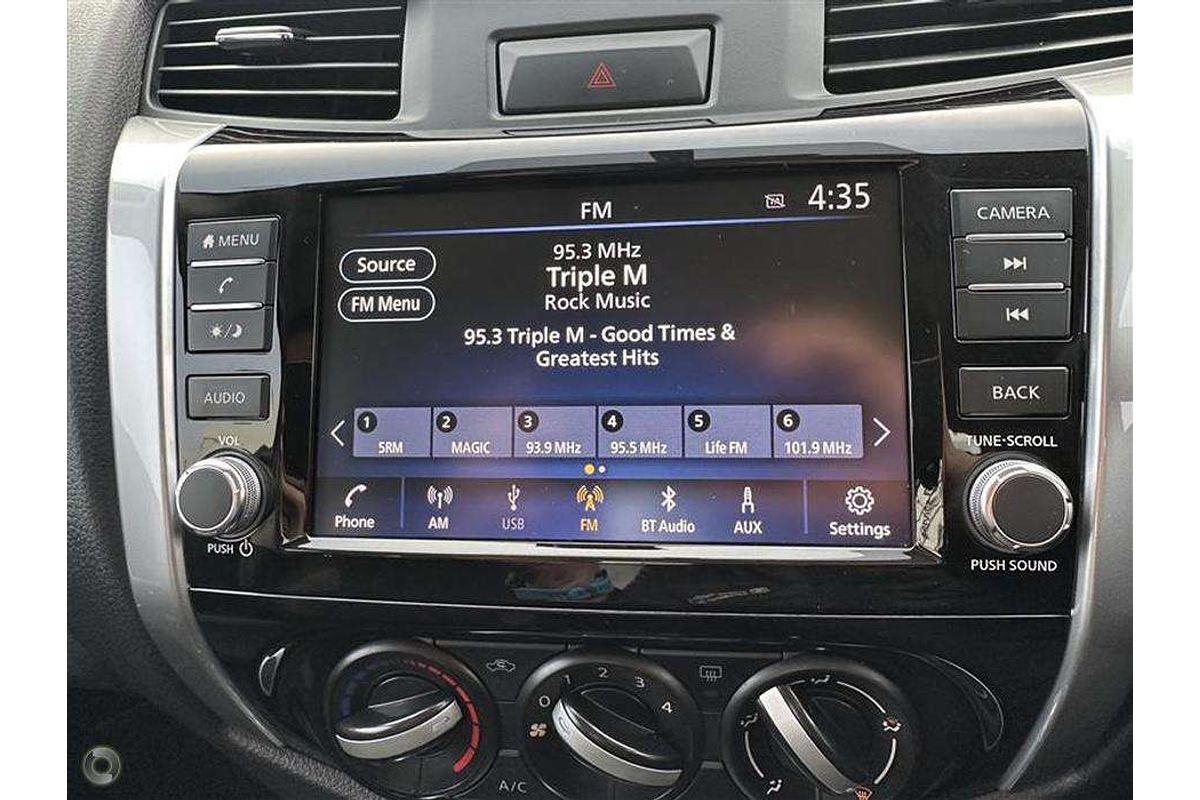 FM
TA
4:35
MENU
AUDIO
VOL
PUSH
Source
FM Menu
95.3 MHz
Triple M
Rock Music
95.3 Triple M - Good Times &
Greatest Hits
1 2 3 4 5 6
5RM MAGIC 93.9 MHz 95.5 MHz Life FM 101.9 MHz
Phone AM USB FM BT Audio AUX Settings
CAMERA
BACK
TUNE·SCROLL
PUSH SOUND
0 1 2 3 4
A/C